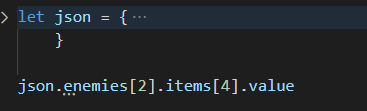 let json = {…
}
json.enemies[2].items[4].value